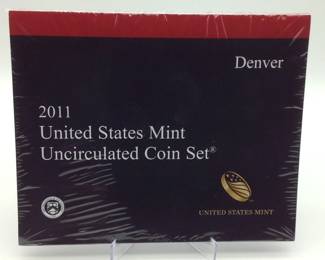 Denver
2011
United States Mint
Uncirculated Coin Set®
UNITED STATES MINT